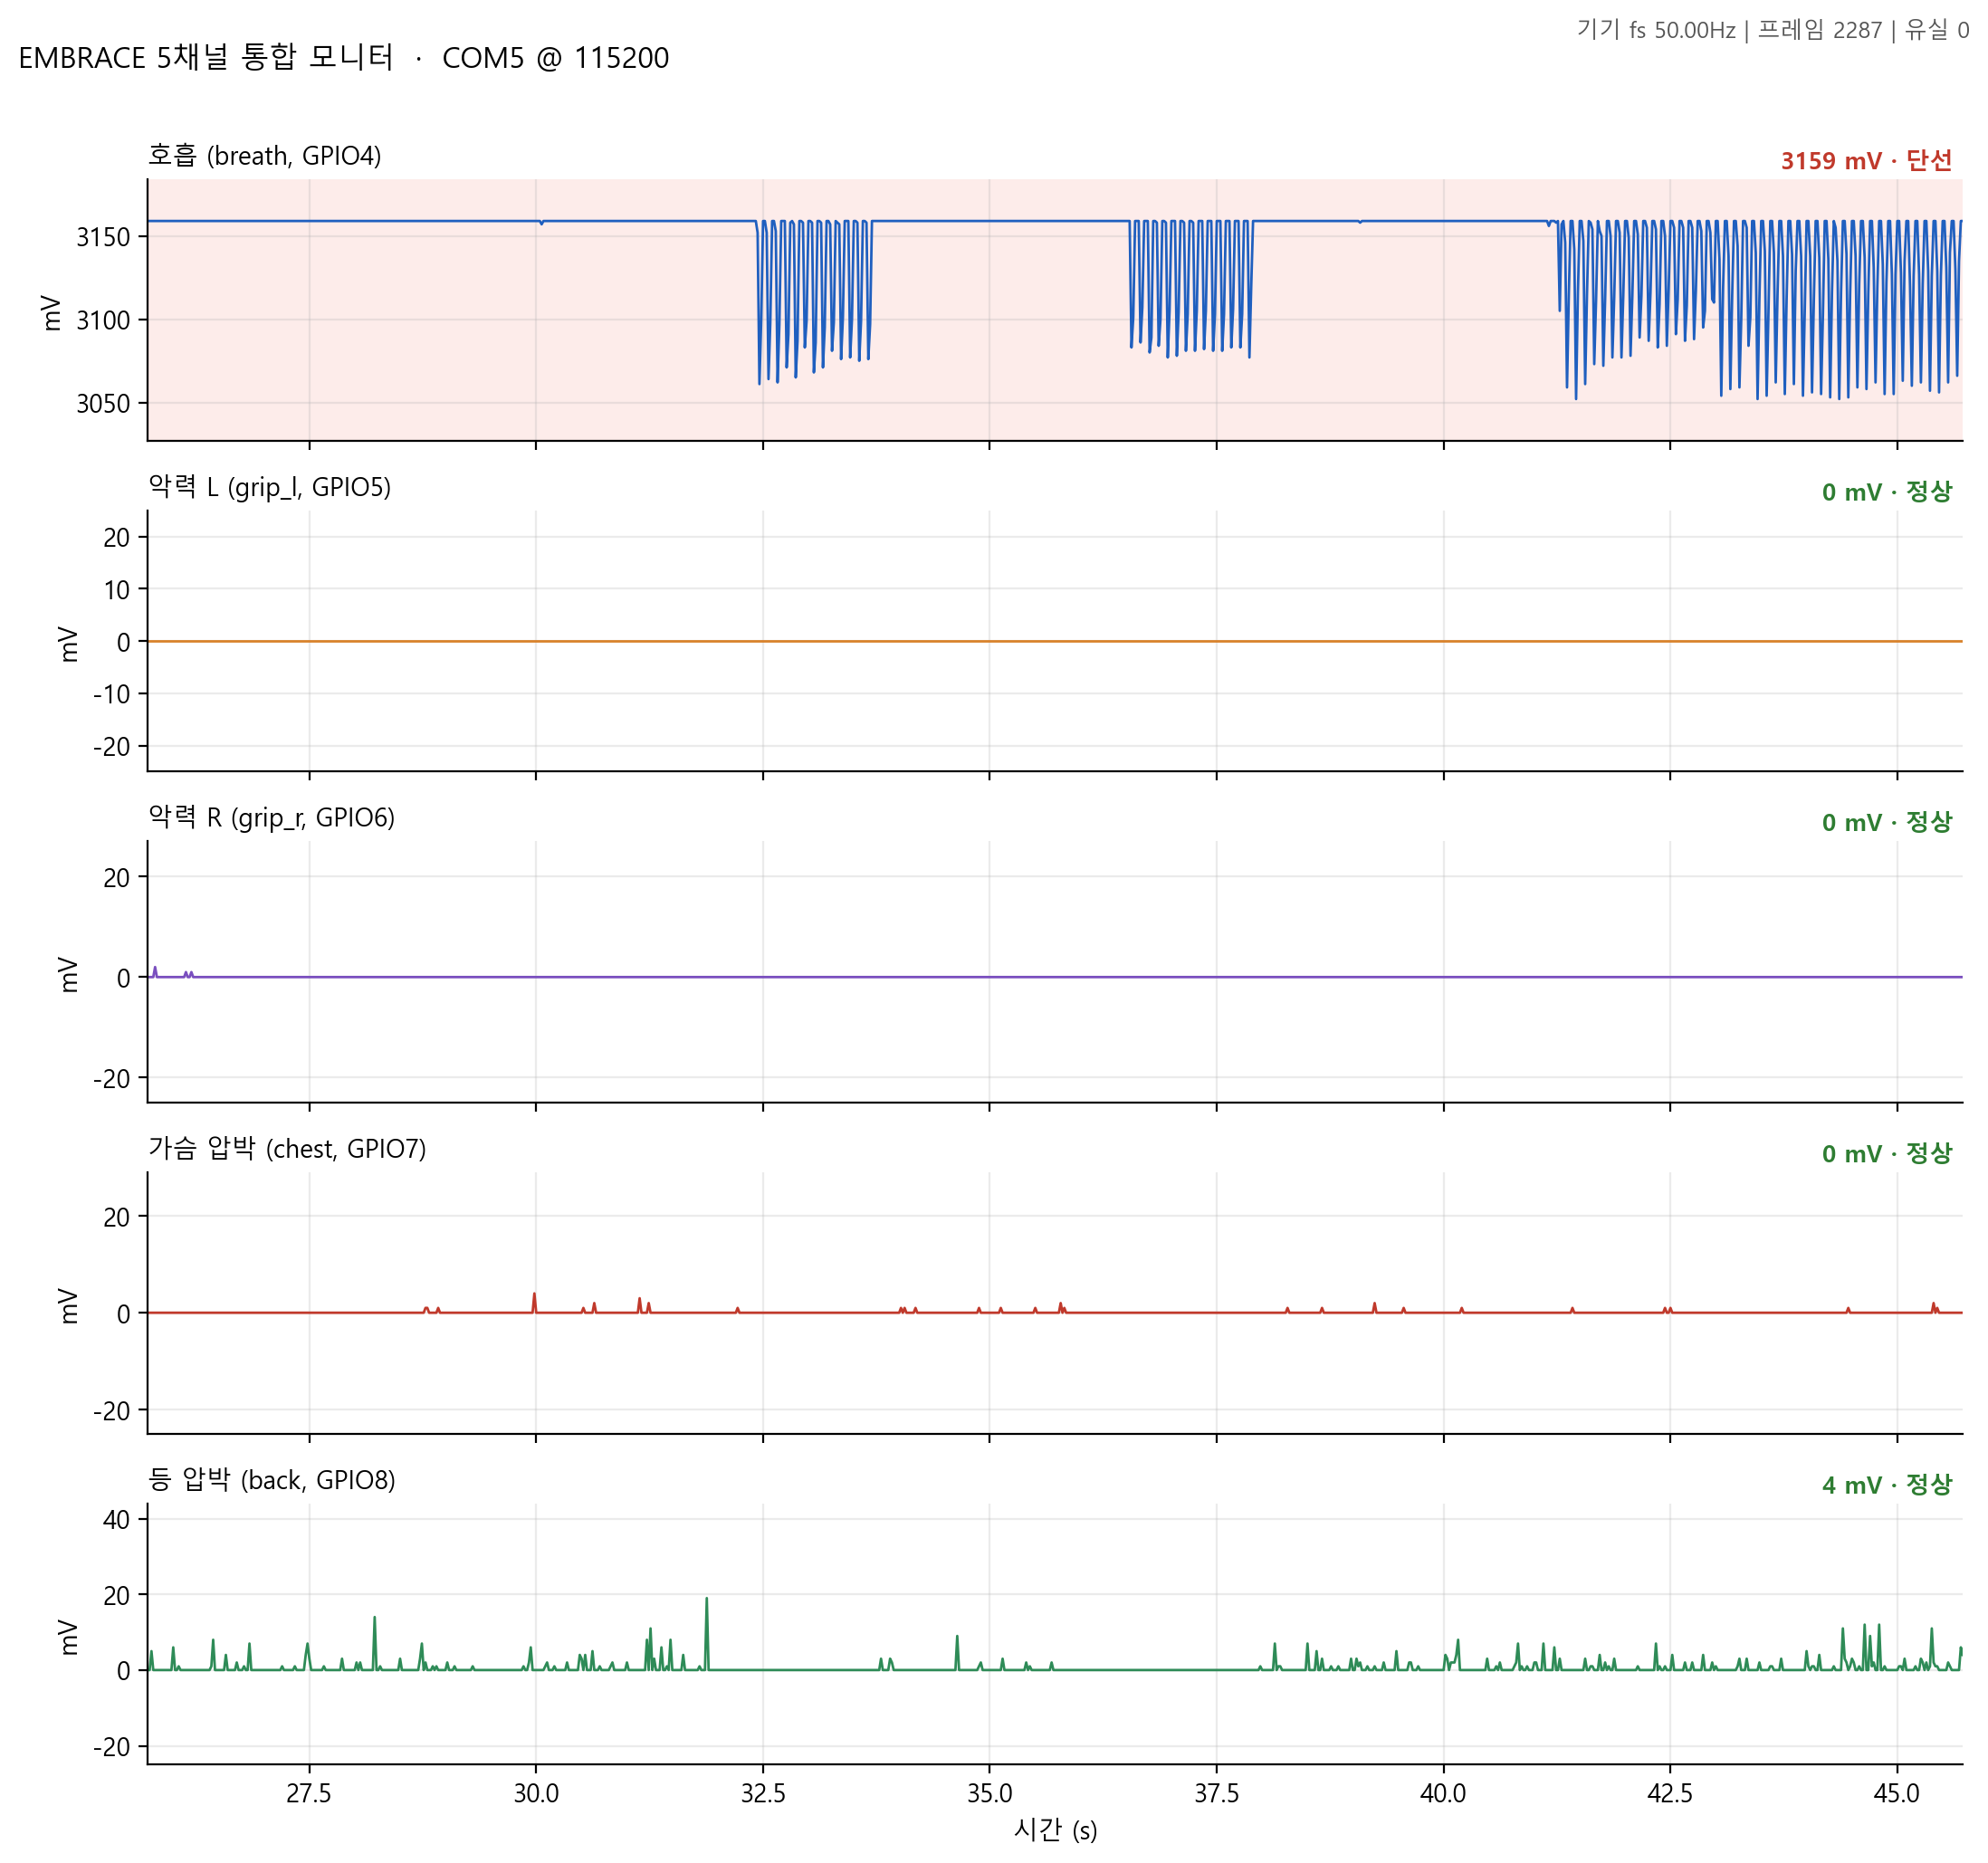 기기 fs 50.00Hz | 프레임 2287 | 유실 0
EMBRACE 5채널 통합 모니터 · COM5 @ 115200
호흡 (breath, GPIO4)
3159 mV · 단선
3150
3100
3050
mV
악력 L (grip_l, GPIO5)
0 mV · 정상
20
10
0
-10
-20
mV
악력 R (grip_r, GPIO6)
0 mV · 정상
20
0
-20
mV
가슴 압박 (chest, GPIO7)
0 mV · 정상
20
0
-20
mV
등 압박 (back, GPIO8)
4 mV · 정상
40
20
0
-20
mV
27.5 30.0 32.5 35.0 37.5 40.0 42.5 45.0
시간 (s)